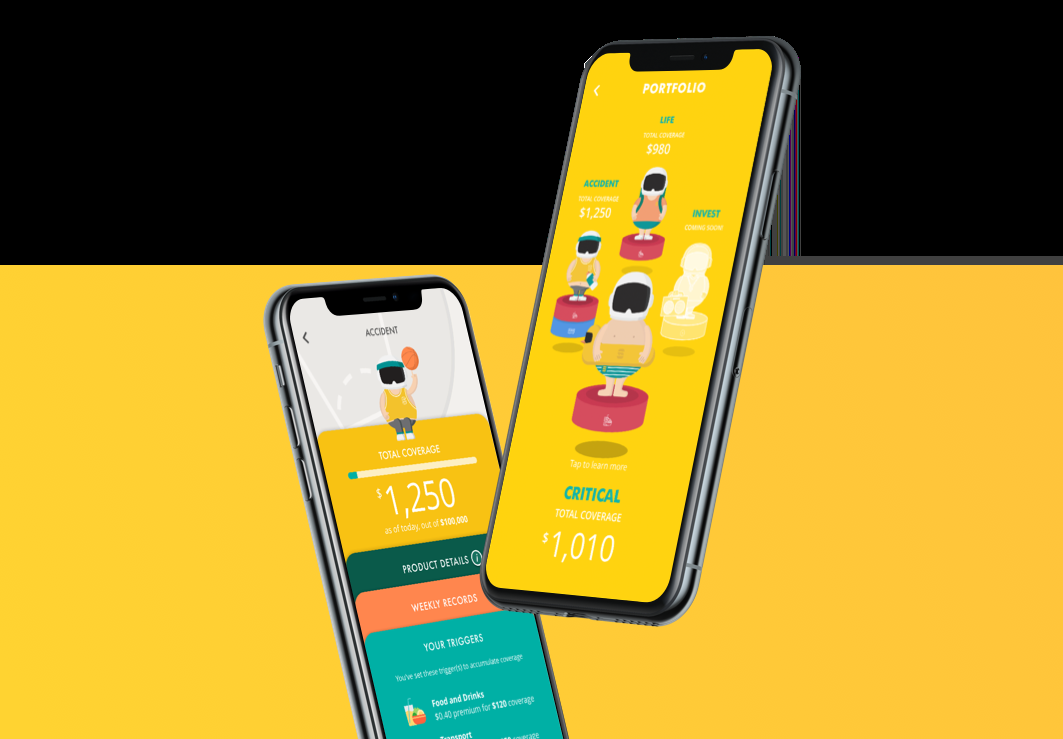 PORTFOLIO
LIFE
TOTAL COVERAGE
$980
ACCIDENT
TOTAL COVERAGE
$1,250
INVEST
COMING SOON!
Tap to learn more
CRITICAL
TOTAL COVERAGE
$1,010
ACCIDENT
TOTAL COVERAGE
$1,250
as of today, out of $100,000
PRODUCT DETAILS
WEEKLY RECORDS
YOUR TRIGGERS
You've set these trigger(s) to accumulate coverage
Food and Drinks
$0.40 premium for $120 coverage
Transport
coverage